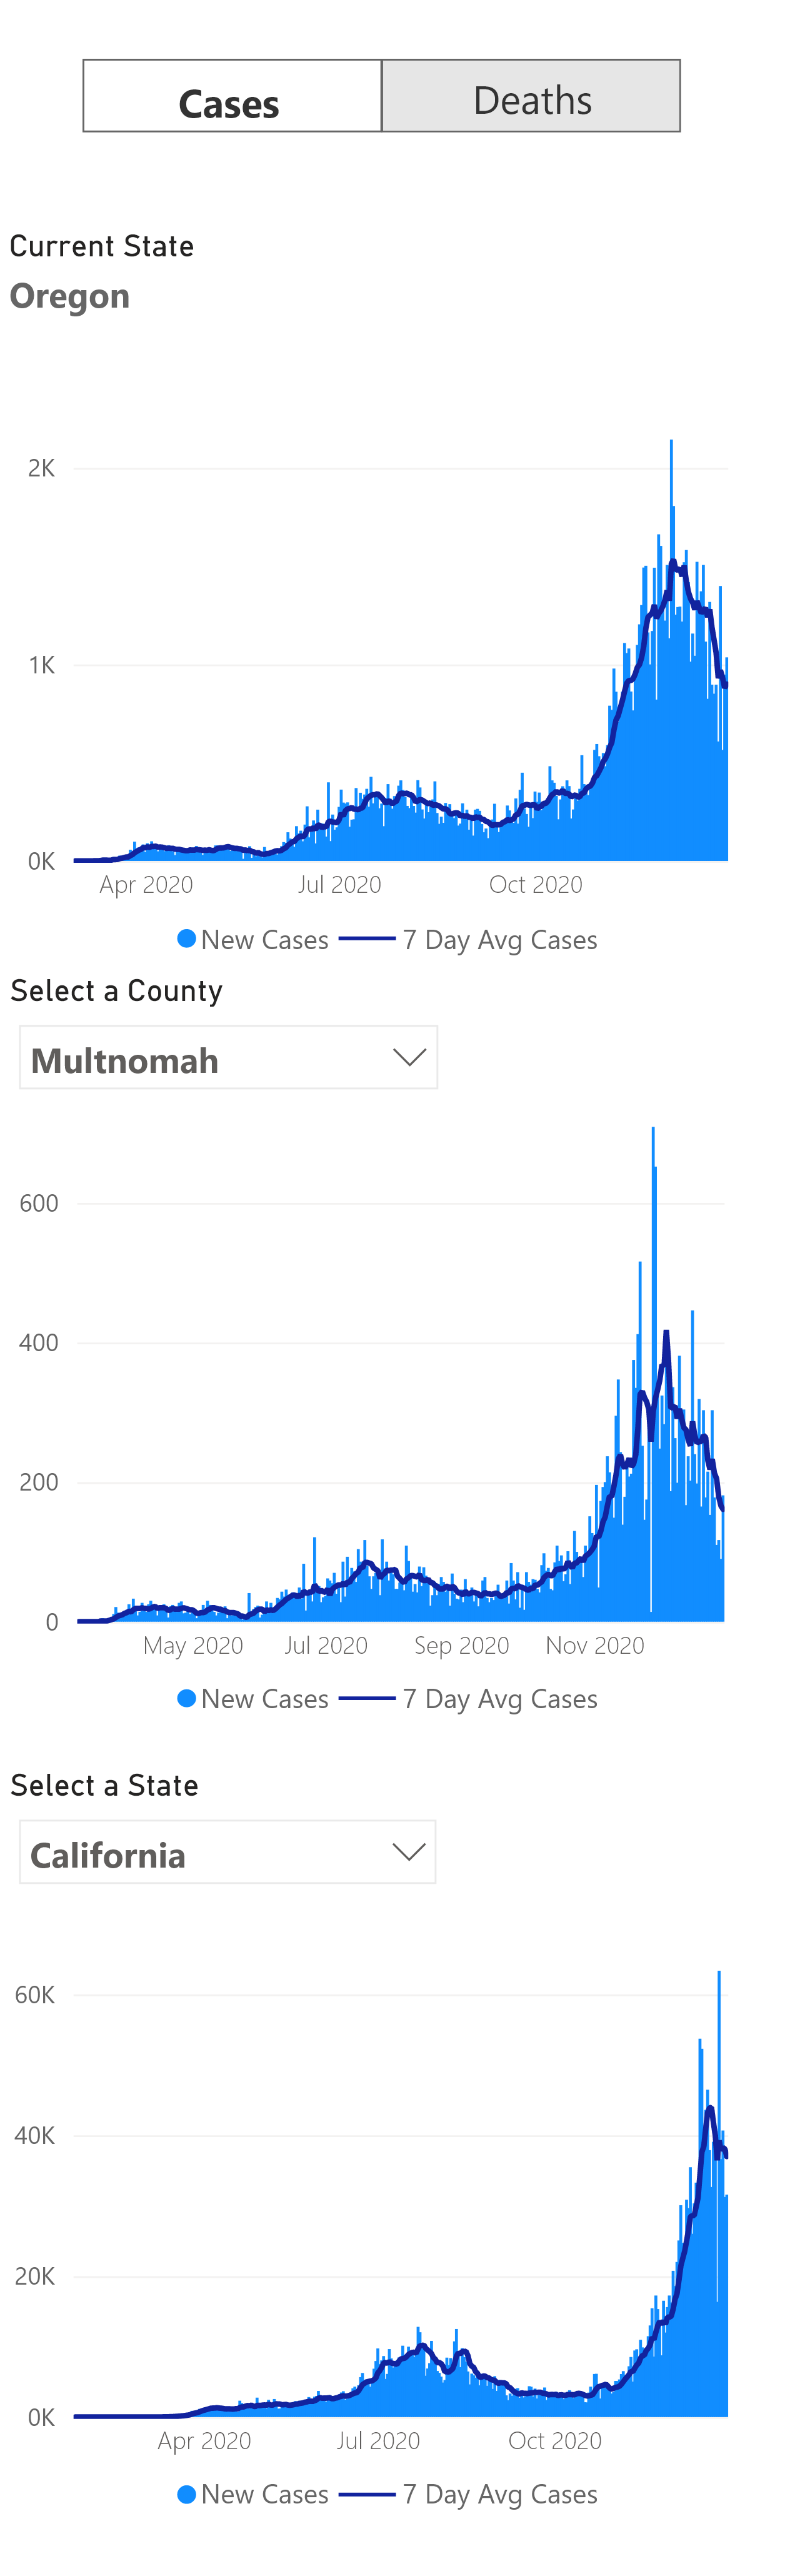 Cases Deaths
Current State
Oregon
2K
1K
0K
Apr 2020 Jul 2020 Oct 2020
New Cases 7 Day Avg Cases
Select a County
Multnomah
600
400
200
0
May 2020 Jul 2020 Sep 2020 Nov 2020
New Cases 7 Day Avg Cases
Select a State
California
60K
40K
20K
0K
Apr 2020 Jul 2020 Oct 2020
New Cases 7 Day Avg Cases